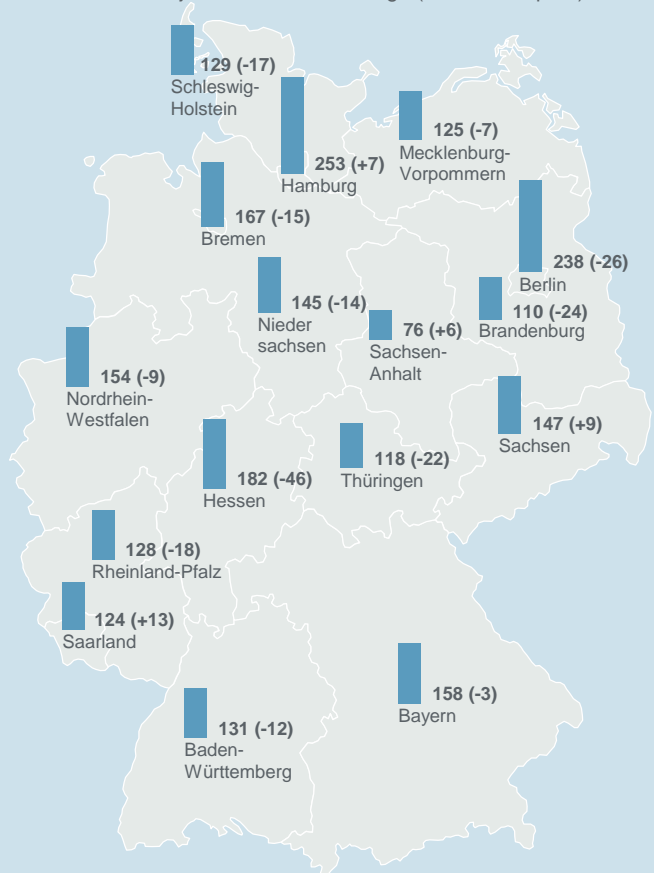 129 (-17)
Schleswig-
Holstein
125 (-7)
Mecklenburg-
Vorpommern
253 (+7)
Hamburg
167 (-15)
Bremen
238 (-26)
Berlin
145 (-14)
Nieder
sachsen
110 (-24)
Brandenburg
76 (+6)
Sachsen-
Anhalt
154 (-9)
Nordrhein-
Westfalen
147 (+9)
Sachsen
182 (-46)
Hessen
118 (-22)
Thüringen
128 (-18)
Rheinland-Pfalz
124 (+13)
Saarland
158 (-3)
Bayern
131 (-12)
Baden-
Württemberg